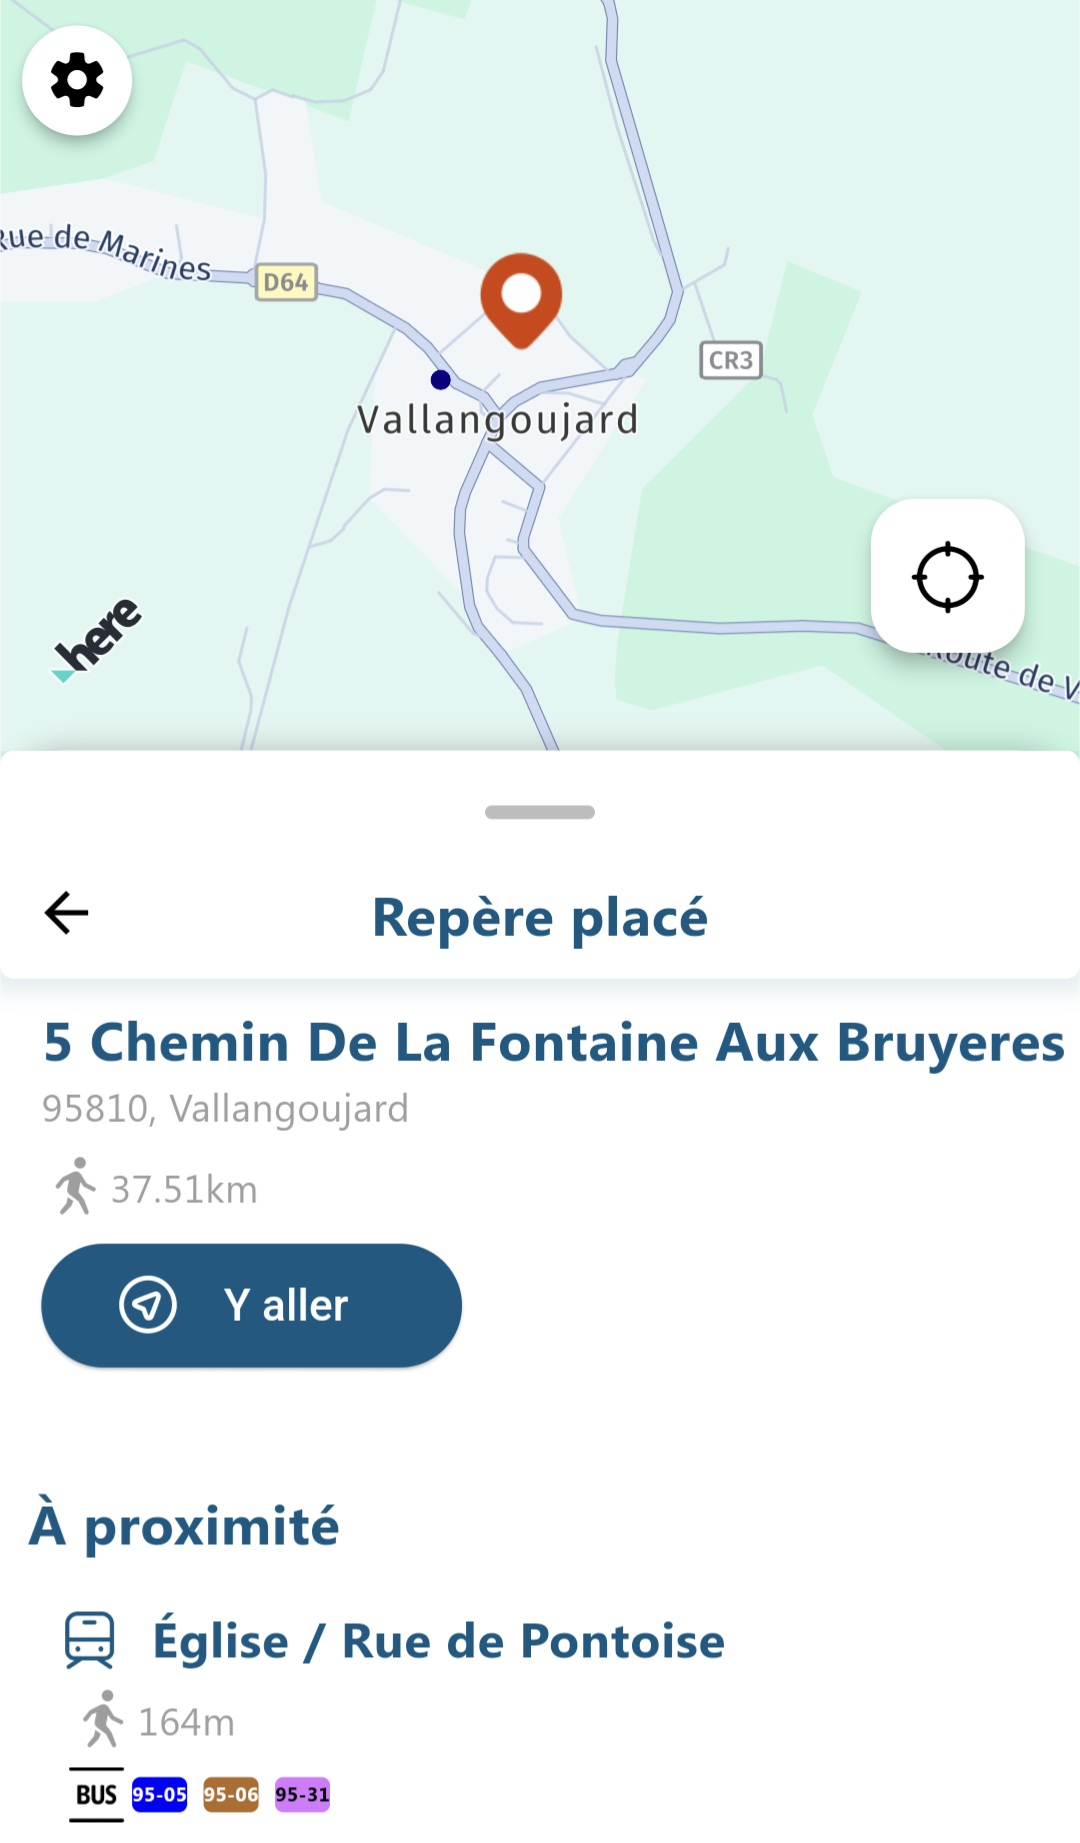 Rue de Marines
D64
CR3
Vallangoujard
here
Route de V
Repère placé
5 Chemin De La Fontaine Aux Bruyeres
95810, Vallangoujard
37.51km
Y aller
À proximité
Église / Rue de Pontoise
164m
BUS 95-05 95-06 95-31